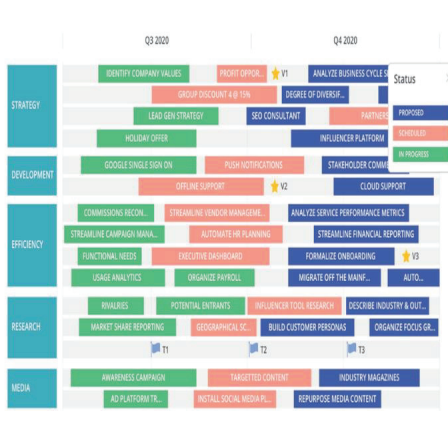 Q3 2020 Q4 2020
IDENTIFY COMPANY VALUES PROFIT OPPOR... V1 ANALYZE BUSINESS CYCLE S
Status
STRATEGY
GROUP DISCOUNT 4 @ 15% DEGREE OF DIVERSIF...
LEAD GEN STRATEGY SEO CONSULTANT PARTNERS
PROPOSED
HOLIDAY OFFER INFLUENCER PLATFORM
SCHEDULED
IN PROGRESS
DEVELOPMENT
GOOGLE SINGLE SIGN ON PUSH NOTIFICATIONS STAKEHOLDER COMME
OFFLINE SUPPORT V2 CLOUD SUPPORT
EFFICIENCY
COMMISSIONS RECON... STREAMLINE VENDOR MANAGEME... ANALYZE SERVICE PERFORMANCE METRICS
STREAMLINE CAMPAIGN MANA... AUTOMATE HR PLANNING STREAMLINE FINANCIAL REPORTING
FUNCTIONAL NEEDS EXECUTIVE DASHBOARD FORMALIZE ONBOARDING V3
USAGE ANALYTICS ORGANIZE PAYROLL MIGRATE OFF THE MAINF... AUTO...
RESEARCH
RIVALRIES POTENTIAL ENTRANTS INFLUENCER TOOL RESEARCH DESCRIBE INDUSTRY & OUT...
MARKET SHARE REPORTING GEOGRAPHICAL SC... BUILD CUSTOMER PERSONAS ORGANIZE FOCUS GR...
T1 T2 T3
MEDIA
AWARENESS CAMPAIGN TARGETTED CONTENT INDUSTRY MAGAZINES
AD PLATFORM TR... INSTALL SOCIAL MEDIA PL... REPURPOSE MEDIA CONTENT